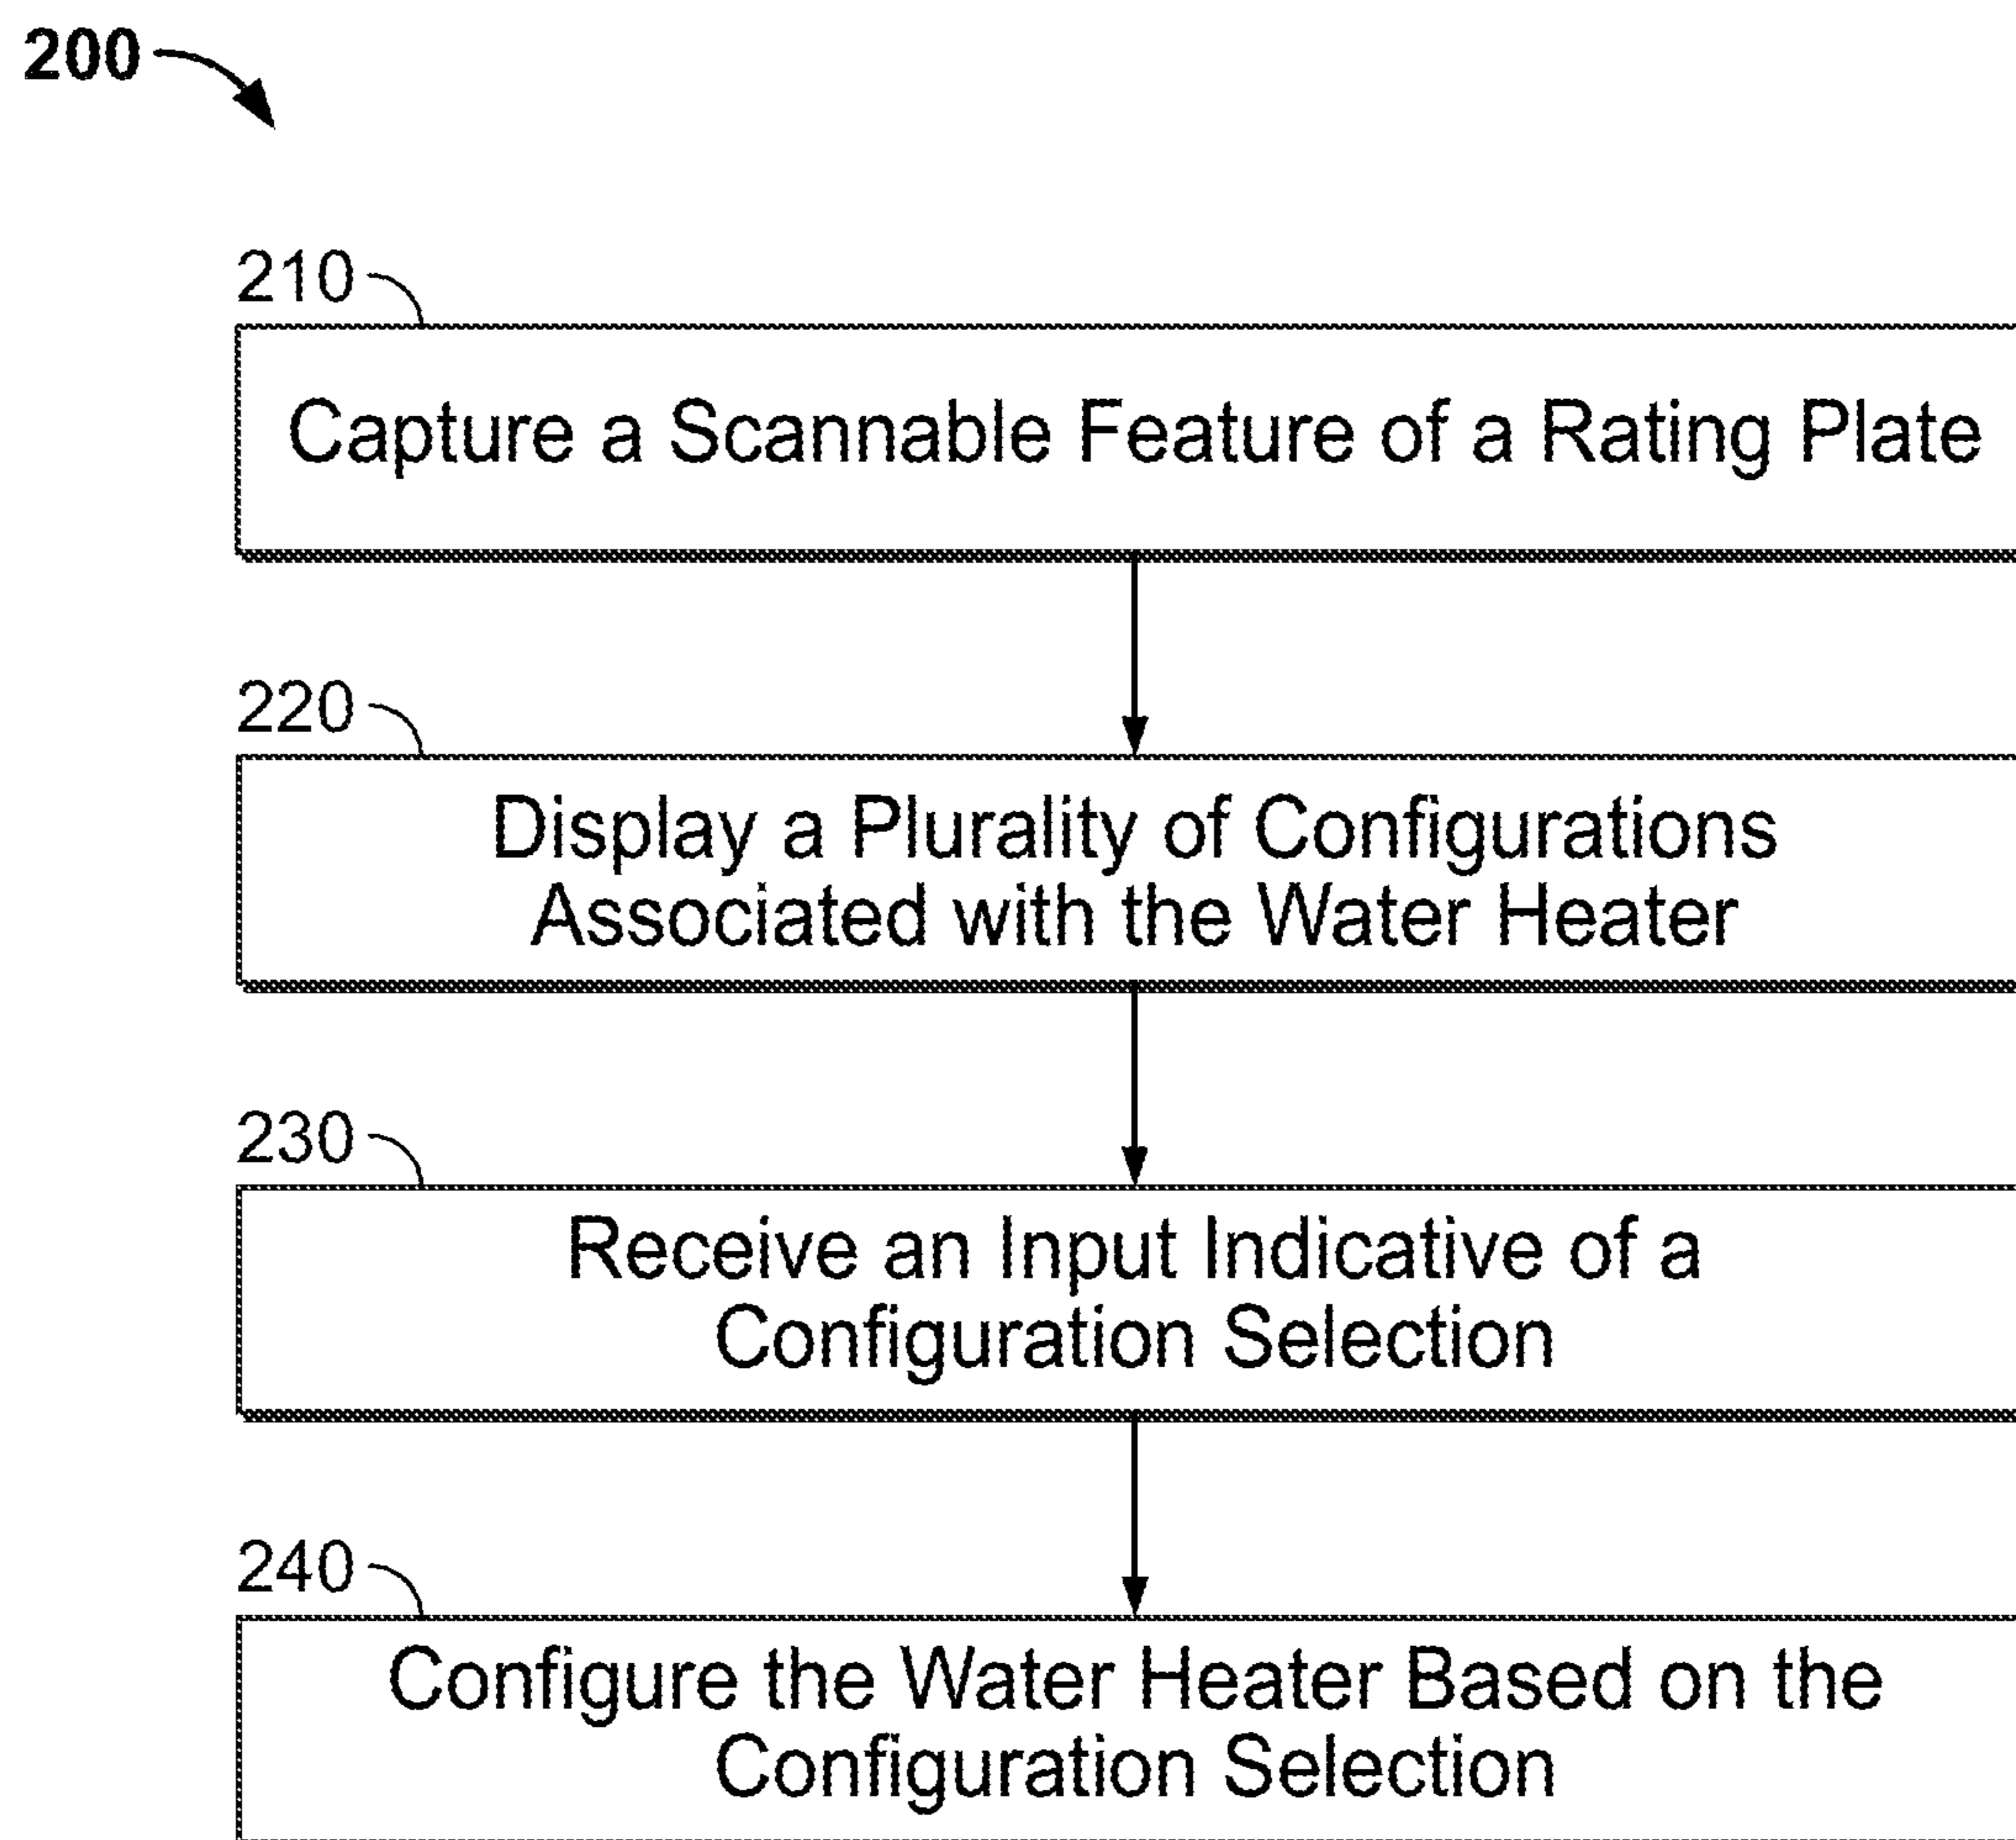 200
210
Capture a Scannable Feature of a Rating Plate
220
Display a Plurality of Configurations
Associated with the Water Heater
230
Receive an Input Indicative of a
Configuration Selection
240
Configure the Water Heater Based on the
Configuration Selection